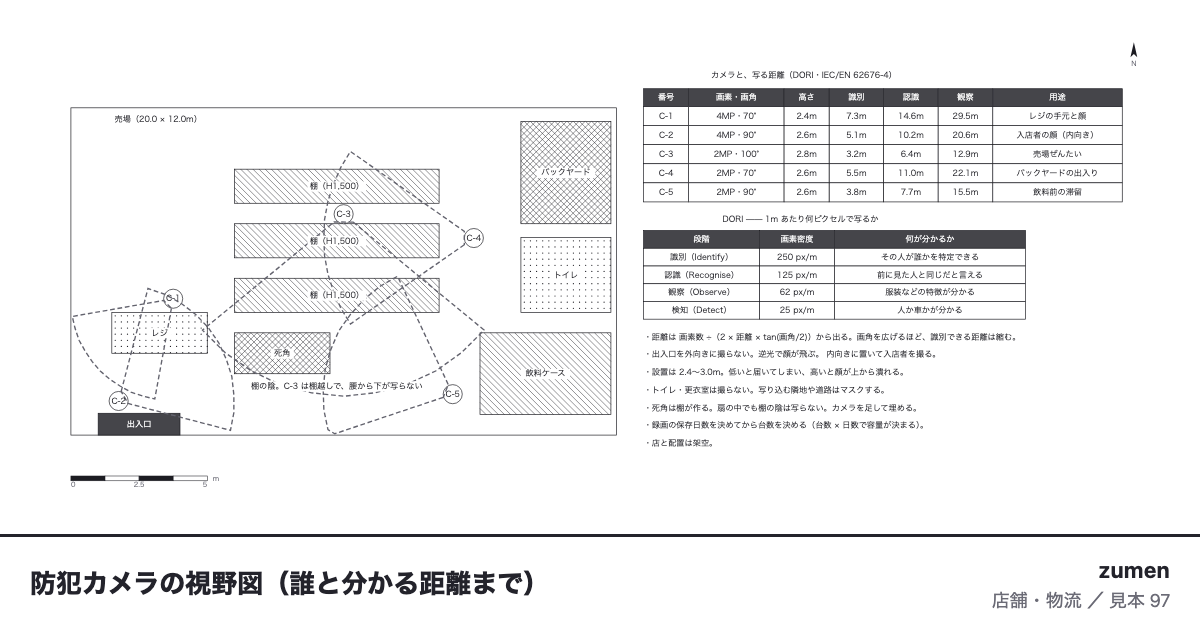 N
カメラと、写る距離（DORI・IEC/EN 62676-4）
番号 画素・画角 高さ 識別 認識 観察 用途
C-1 4MP・70° 2.4m 7.3m 14.6m 29.5m レジの手元と顔
C-2 4MP・90° 2.6m 5.1m 10.2m 20.6m 入店者の顔（内向き）
C-3 2MP・100° 2.8m 3.2m 6.4m 12.9m 売場ぜんたい
C-4 2MP・70° 2.6m 5.5m 11.0m 22.1m バックヤードの出入り
C-5 2MP・90° 2.6m 3.8m 7.7m 15.5m 飲料前の滞留
DORI —— 1m あたり何ピクセルで写るか
段階 画素密度 何が分かるか
識別（Identify） 250 px/m その人が誰かを特定できる
認識（Recognise） 125 px/m 前に見た人と同じだと言える
観察（Observe） 62 px/m 服装などの特徴が分かる
検知（Detect） 25 px/m 人か車かが分かる
・距離は 画素数 ÷（2 × 距離 × tan(画角/2)）から出る。画角を広げるほど、識別できる距離は縮む。
・出入口を外向きに撮らない。逆光で顔が飛ぶ。 内向きに置いて入店者を撮る。
・設置は 2.4〜3.0m。低いと届いてしまい、高いと顔が上から潰れる。
・トイレ・更衣室は撮らない。写り込む隣地や道路はマスクする。
・死角は棚が作る。扇の中でも棚の陰は写らない。カメラを足して埋める。
・録画の保存日数を決めてから台数を決める（台数 × 日数で容量が決まる）。
・店と配置は架空。
売場（20.0 × 12.0m）
バックヤード
棚（H1,500）
C-3
棚（H1,500）
C-4
トイレ
棚（H1,500）
C-1
レジ
死角
飲料ケース
棚の陰。C-3 は棚越しで、腰から下が写らない
C-2
C-5
出入口
0 2.5 5 m
防犯カメラの視野図（誰と分かる距離まで）
zumen
店舗・物流 ／ 見本 97